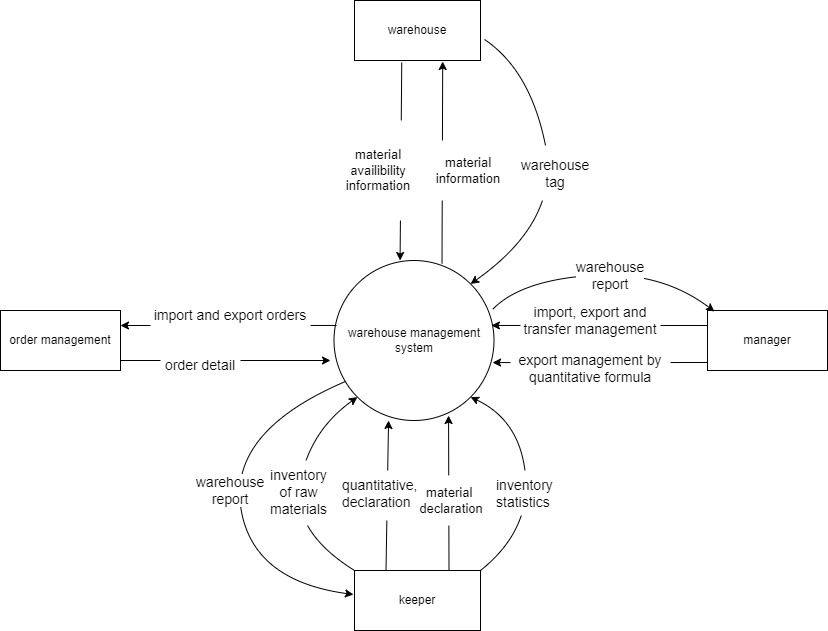 warehouse
material
availibility
information
material
information
warehouse
tag
warehouse
report
import and export orders
import, export and
transfer management
warehouse management
system
order management
manager
order detail
export management by
quantitative formula
warehouse
report
inventory
of raw
materials
quantitative,
declaration
material
declaration
inventory
statistics
keeper